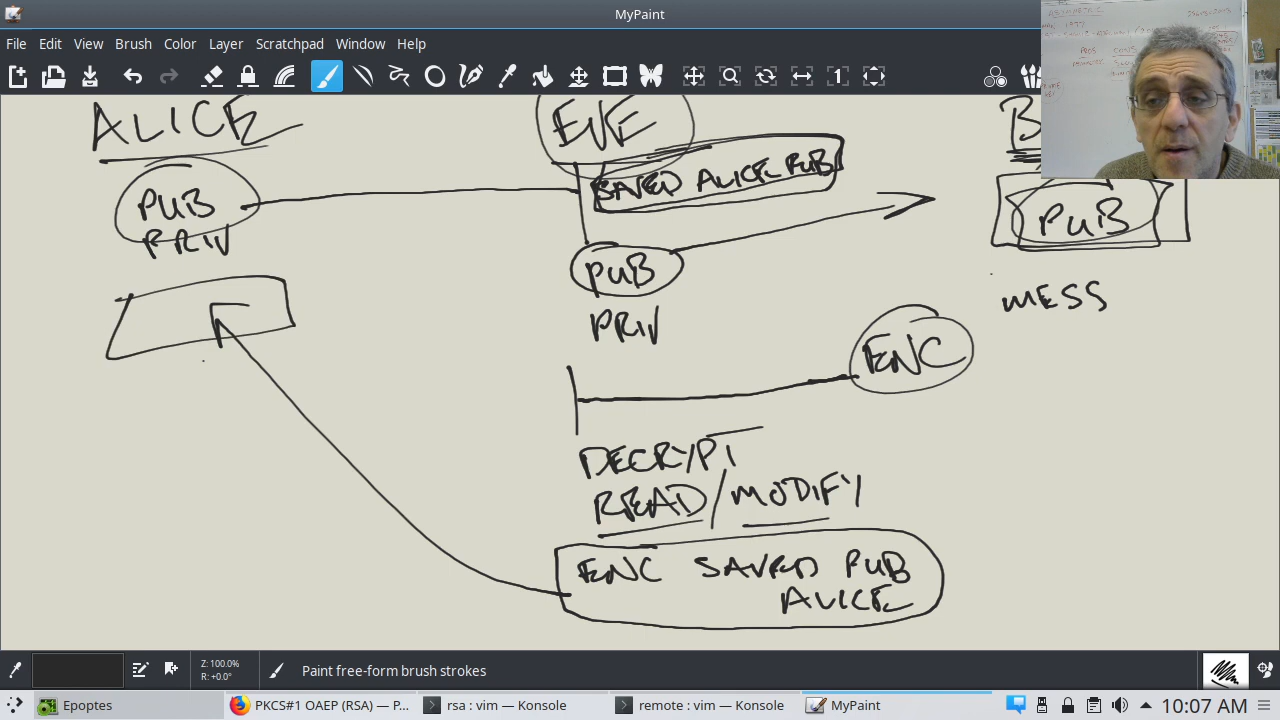 MyPaint
File Edit View Brush Color Layer Scratchpad Window Help
ALICE
EVE
B
PUB
PRIV
SAVED ALICE PUB
PUB
PRIV
PUB
MESS
ENC
DECRYPT
READ/MODIFY
ENC SAVED PUB
ALICE
Z: 100.0%
R: +0.0°
Paint free-form brush strokes
Epoptes
PKCS#1 OAEP (RSA) — P...
rsa : vim — Konsole
remote : vim — Konsole
MyPaint
10:07 AM